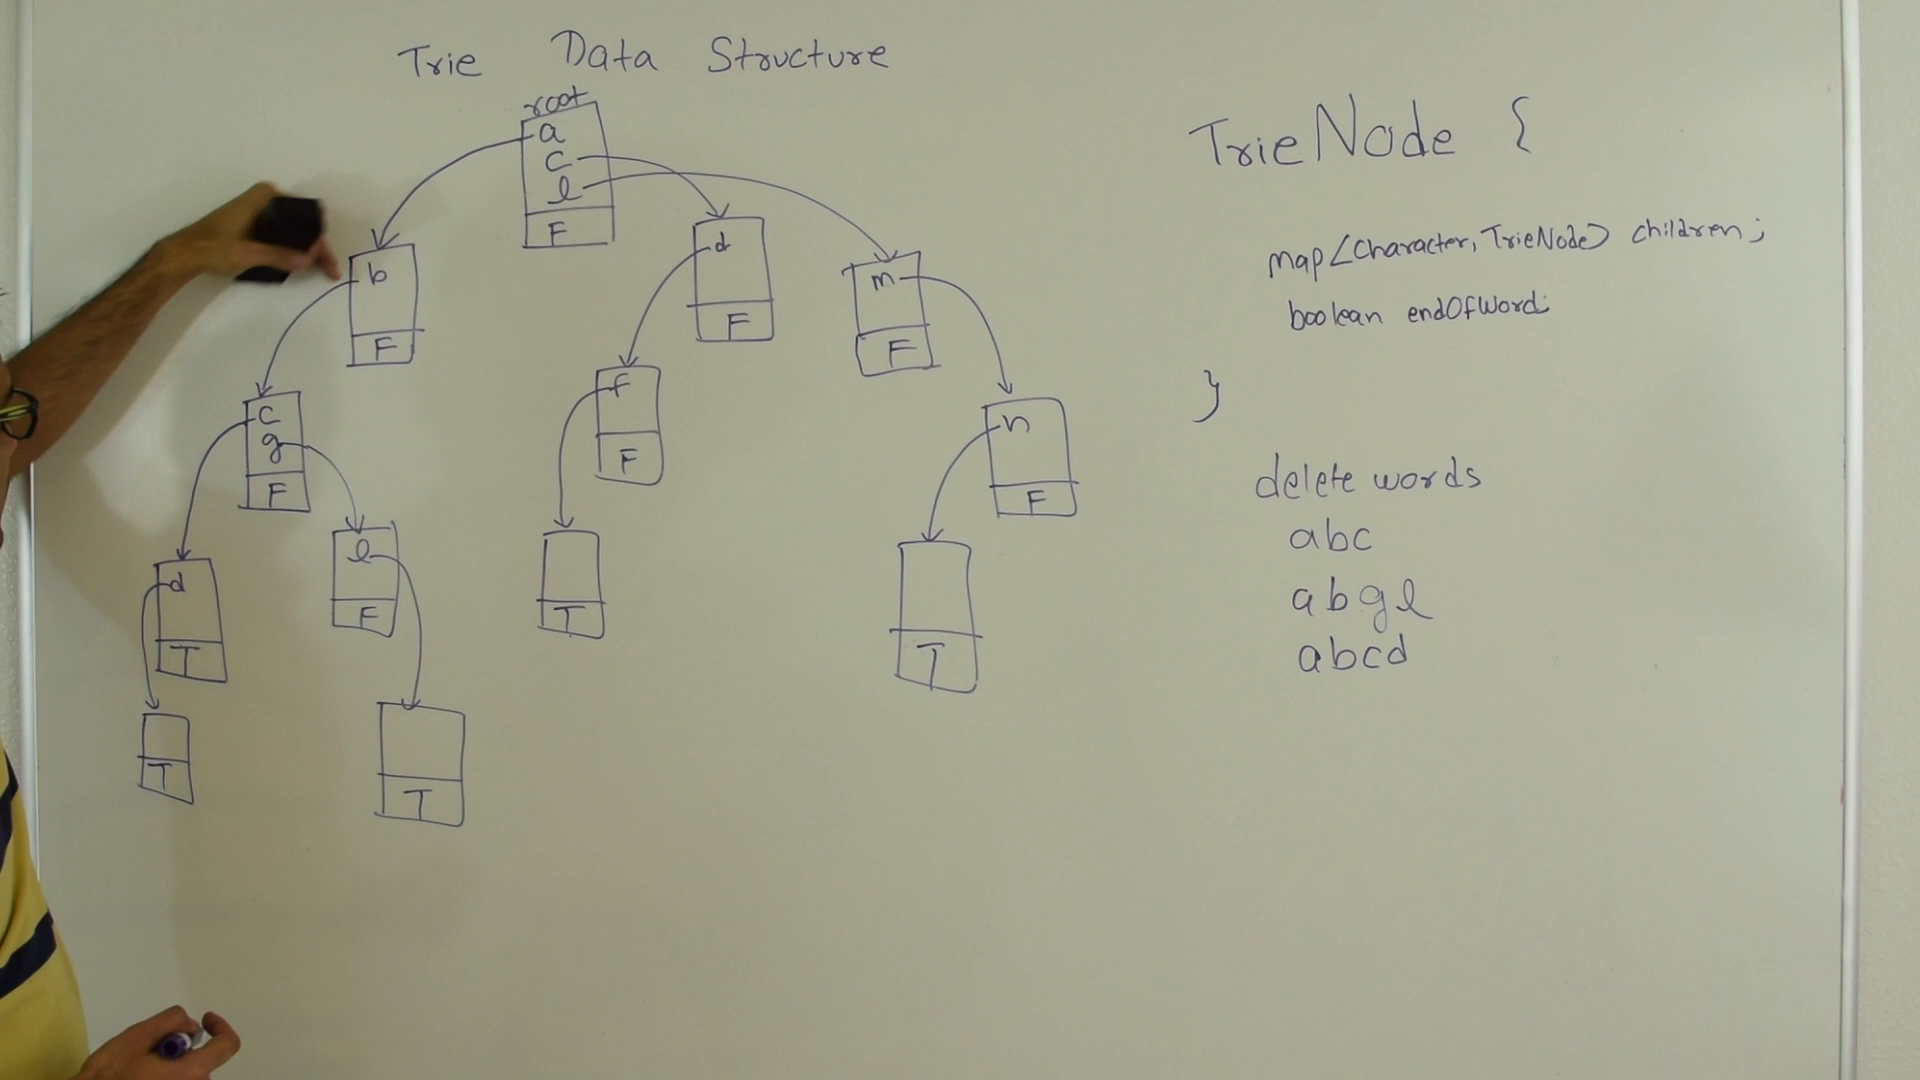 Trie Data Structure
root
a
c
l
F
b
F
d
F
m
F
c
g
F
f
F
n
F
d
T
l
F
T
T
T
T
TrieNode {
map<Character, TrieNode> children;
boolean endOfWord;
}
delete words
abc
abgl
abcd